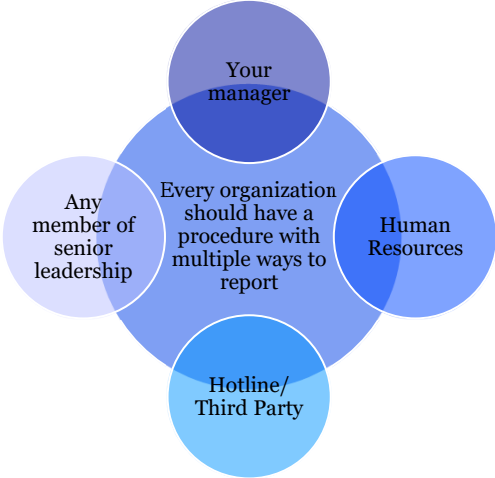 Your
manager
Every organization
should have a
procedure with
multiple ways to
report
Any
member of
senior
leadership
Human
Resources
Hotline/
Third Party